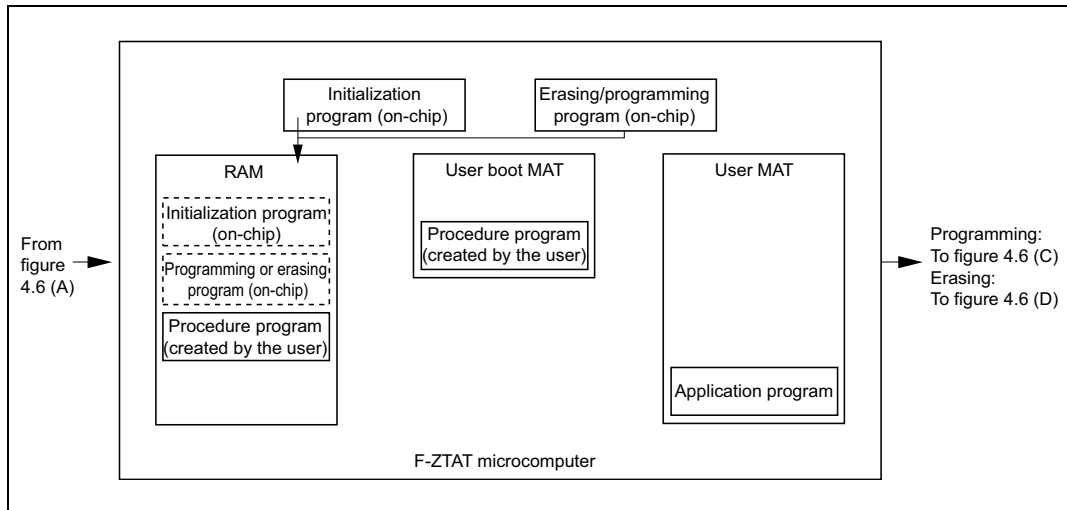 Initialization
program (on-chip)
Erasing/programming
program (on-chip)
RAM
Initialization program
(on-chip)
Programming or erasing
program (on-chip)
Procedure program
(created by the user)
User boot MAT
Procedure program
(created by the user)
User MAT
Application program
From
figure
4.6 (A)
Programming:
To figure 4.6 (C)
Erasing:
To figure 4.6 (D)
F-ZTAT microcomputer